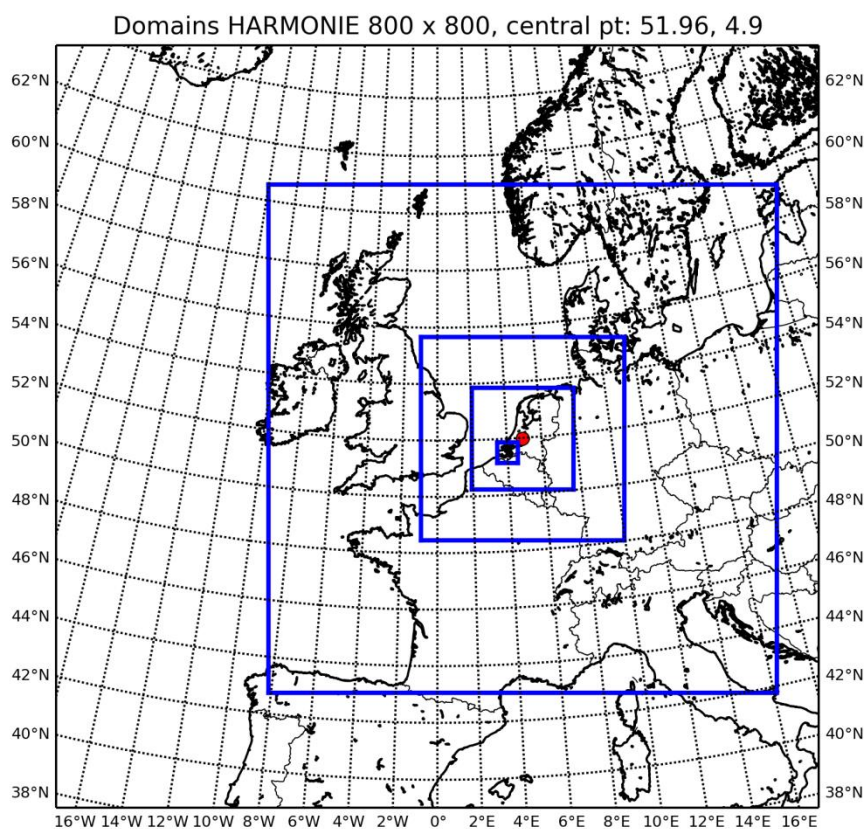 Domains HARMONIE 800 x 800, central pt: 51.96, 4.9
62°N 62°N
60°N 60°N
58°N 58°N
56°N 56°N
54°N 54°N
52°N 52°N
50°N 50°N
48°N 48°N
46°N 46°N
44°N 44°N
42°N 42°N
40°N 40°N
38°N 38°N
16°W 14°W 12°W 10°W 8°W 6°W 4°W 2°W 0° 2°E 4°E 6°E 8°E 10°E 12°E 14°E 16°E